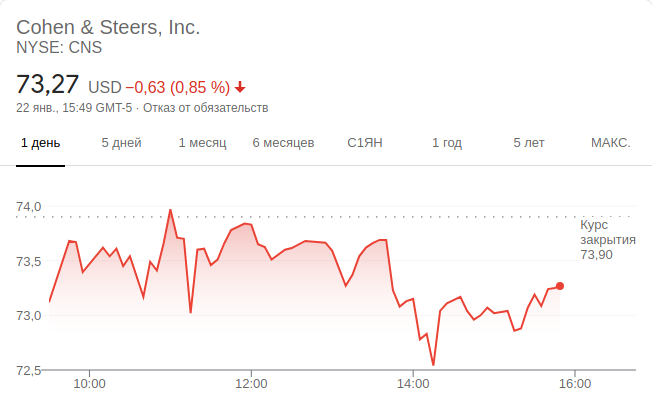 Cohen & Steers, Inc.
NYSE: CNS
73,27 USD −0,63 (0,85 %)
22 янв., 15:49 GMT-5 · Отказ от обязательств
1 день 5 дней 1 месяц 6 месяцев С1ЯН 1 год 5 лет МАКС.
74,0
Курс
закрытия
73,90
73,5
73,0
72,5
10:00 12:00 14:00 16:00